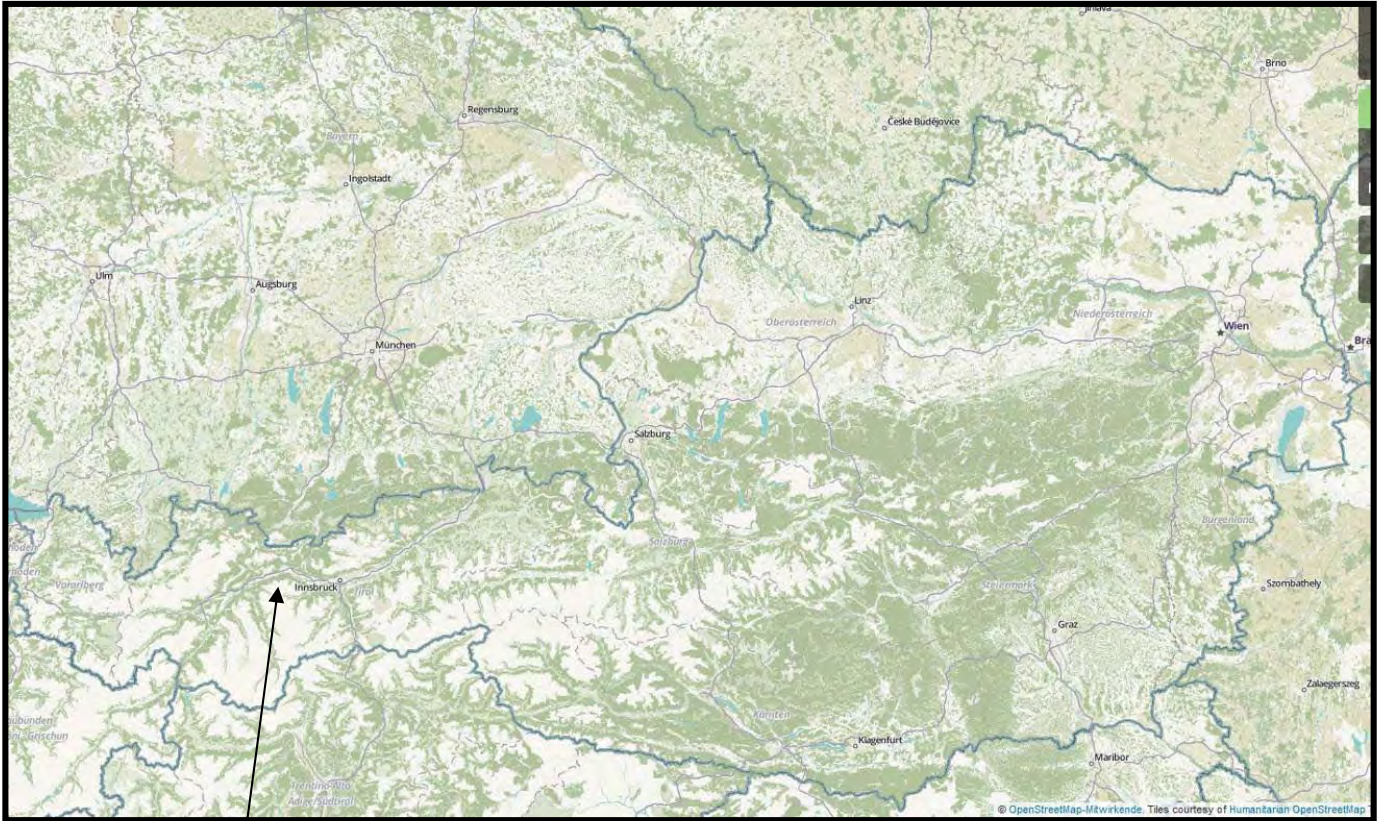 Jihlava
Brno
Regensburg
České Budějovice
Bayern
Ingolstadt
Ulm
Augsburg
Linz
Oberösterreich
Niederösterreich
Wien
München
Bra
Salzburg
Burgenland
Salzburg
Vorarlberg
Innsbruck
Tirol
Steiermark
Szombathely
Graz
Zalaegerszeg
Kärnten
Klagenfurt
Maribor
Trentino-Alto
Adige/Südtirol
© OpenStreetMap-Mitwirkende. Tiles courtesy of Humanitarian OpenStreetMap